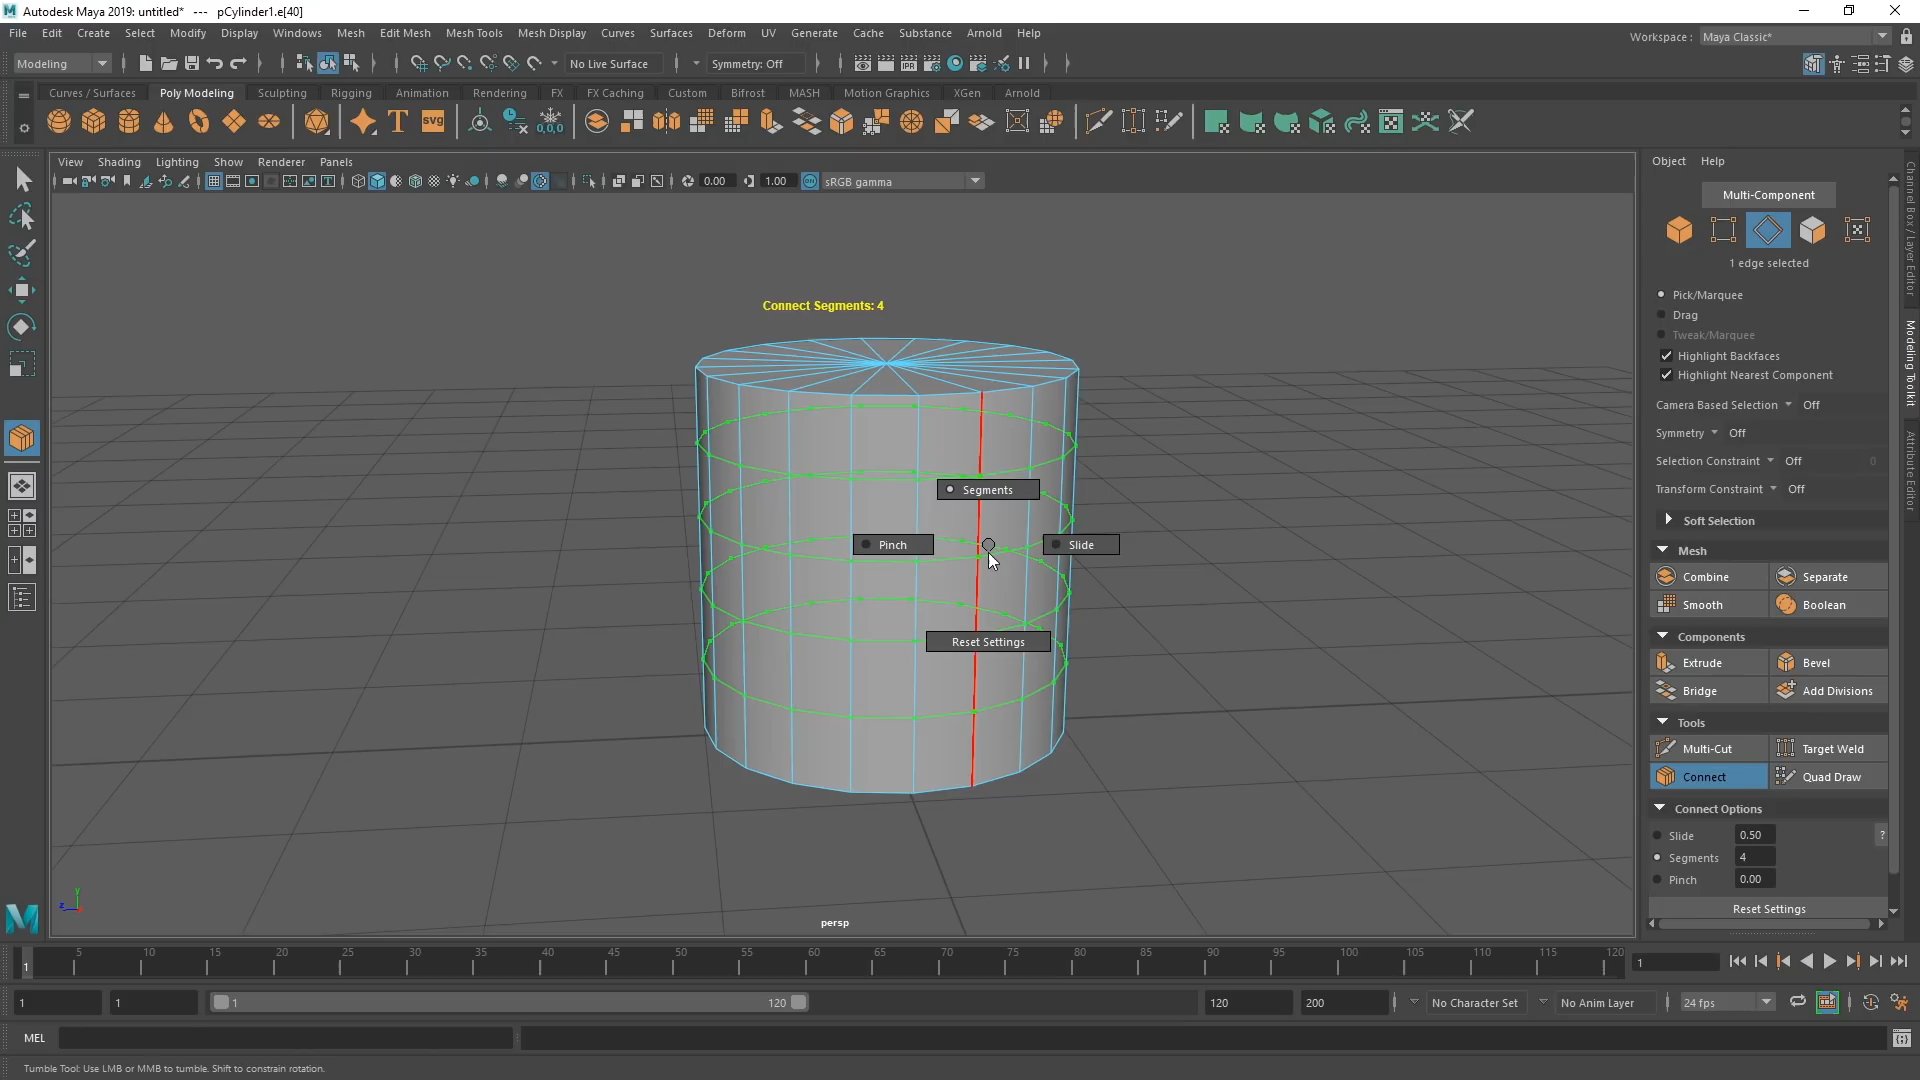 Autodesk Maya 2019: untitled* --- pCylinder1.e[40]
File Edit Create Select Modify Display Windows Mesh Edit Mesh Mesh Tools Mesh Display Curves Surfaces Deform UV Generate Cache Substance Arnold Help
Workspace : Maya Classic*
Modeling No Live Surface Symmetry: Off
Curves / Surfaces Poly Modeling Sculpting Rigging Animation Rendering FX FX Caching Custom Bifrost MASH Motion Graphics XGen Arnold
View Shading Lighting Show Renderer Panels
0.00 1.00 sRGB gamma
Connect Segments: 4
Segments
Pinch Slide
Reset Settings
persp
Object Help
Multi-Component
1 edge selected
Pick/Marquee
Drag
Tweak/Marquee
Highlight Backfaces
Highlight Nearest Component
Camera Based Selection Off
Symmetry Off
Selection Constraint Off 0
Transform Constraint Off
Soft Selection
Mesh
Combine Separate
Smooth Boolean
Components
Extrude Bevel
Bridge Add Divisions
Tools
Multi-Cut Target Weld
Connect Quad Draw
Connect Options
Slide 0.50 ?
Segments 4
Pinch 0.00
Reset Settings
Channel Box / Layer Editor
Modeling Toolkit
Attribute Editor
1 5 10 15 20 25 30 35 40 45 50 55 60 65 70 75 80 85 90 95 100 105 110 115 120 1
1 1 1 120 120 200 No Character Set No Anim Layer 24 fps
MEL
Tumble Tool: Use LMB or MMB to tumble. Shift to constrain rotation.